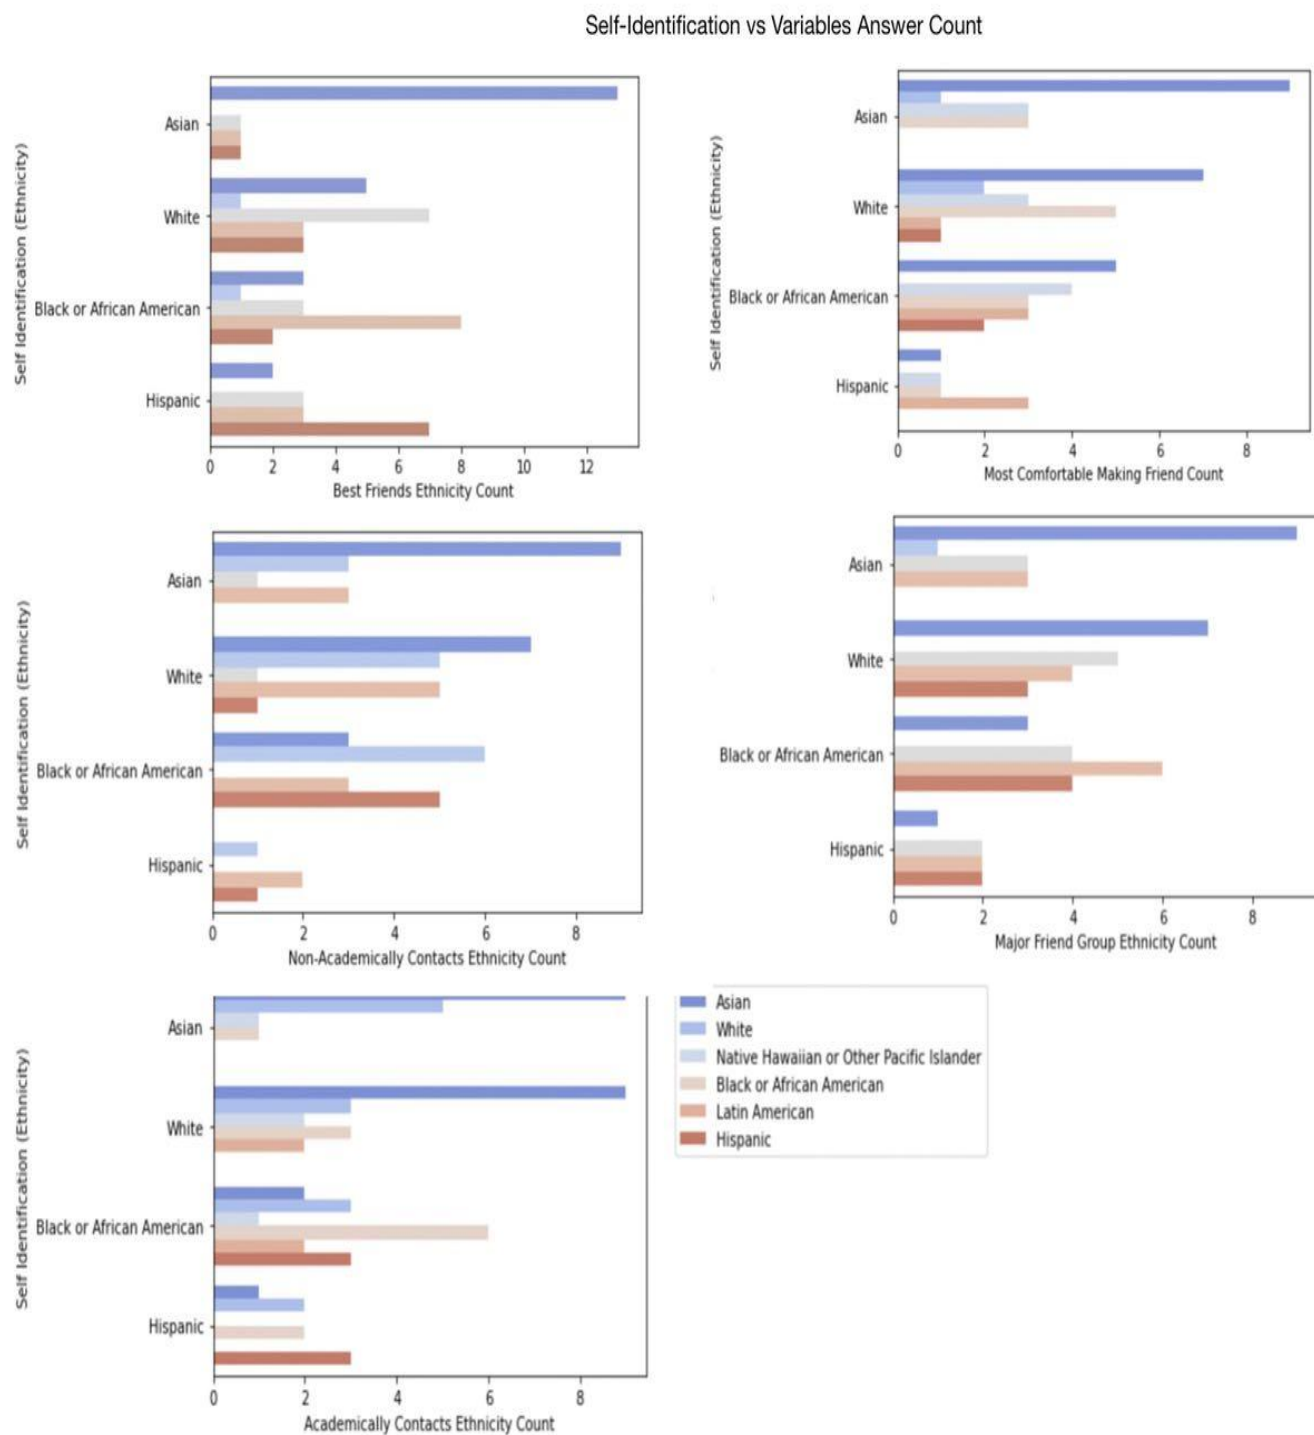 Self-Identification vs Variables Answer Count
Self Identification (Ethnicity)
Asian
White
Black or African American
Hispanic
0 2 4 6 8 10 12
Best Friends Ethnicity Count
Self Identification (Ethnicity)
Asian
White
Black or African American
Hispanic
0 2 4 6 8
Most Comfortable Making Friend Count
Self Identification (Ethnicity)
Asian
White
Black or African American
Hispanic
0 2 4 6 8
Non-Academically Contacts Ethnicity Count
Asian
White
Black or African American
Hispanic
0 2 4 6 8
Major Friend Group Ethnicity Count
Self Identification (Ethnicity)
Asian
White
Black or African American
Hispanic
0 2 4 6 8
Academically Contacts Ethnicity Count
Asian
White
Native Hawaiian or Other Pacific Islander
Black or African American
Latin American
Hispanic